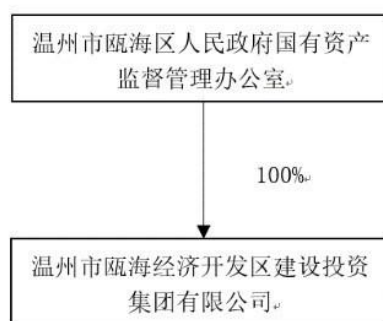 温州市瓯海区人民政府国有资产
监督管理办公室
100%
温州市瓯海经济开发区建设投资
集团有限公司